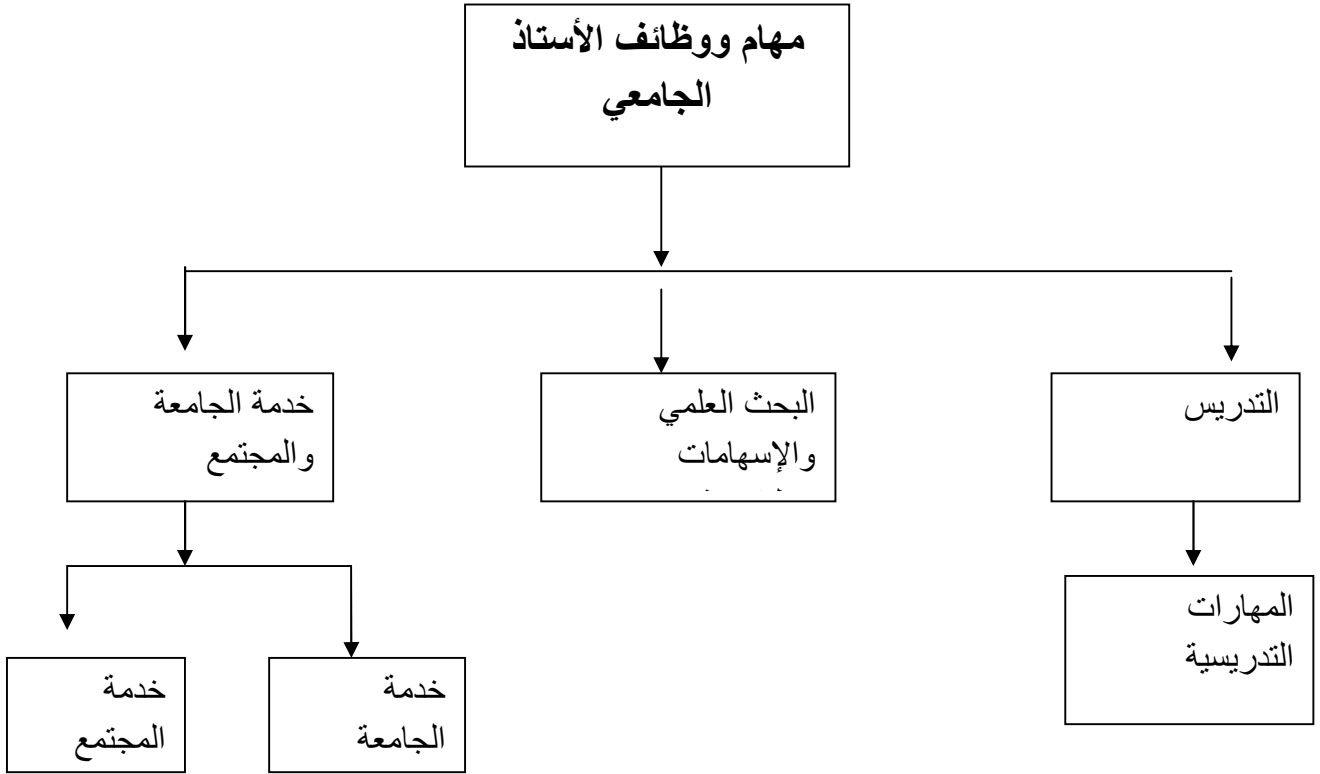 مهام ووظائف الأستاذ
الجامعي
التدريس
البحث العلمي
والإسهامات
خدمة الجامعة
والمجتمع
المهارات
التدريسية
خدمة
الجامعة
خدمة
المجتمع